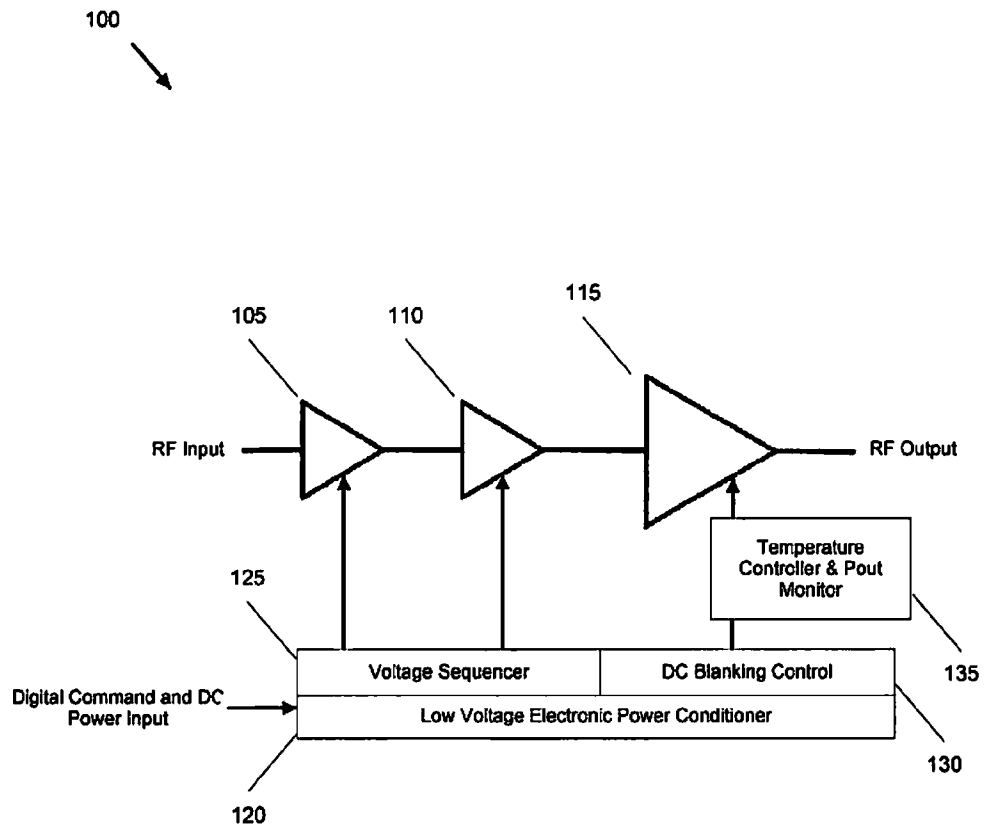 100
115
105
110
RF Input
RF Output
Temperature
Controller & Pout
Monitor
125
135
Voltage Sequencer
DC Blanking Control
Digital Command and DC
Power Input
Low Voltage Electronic Power Conditioner
130
120